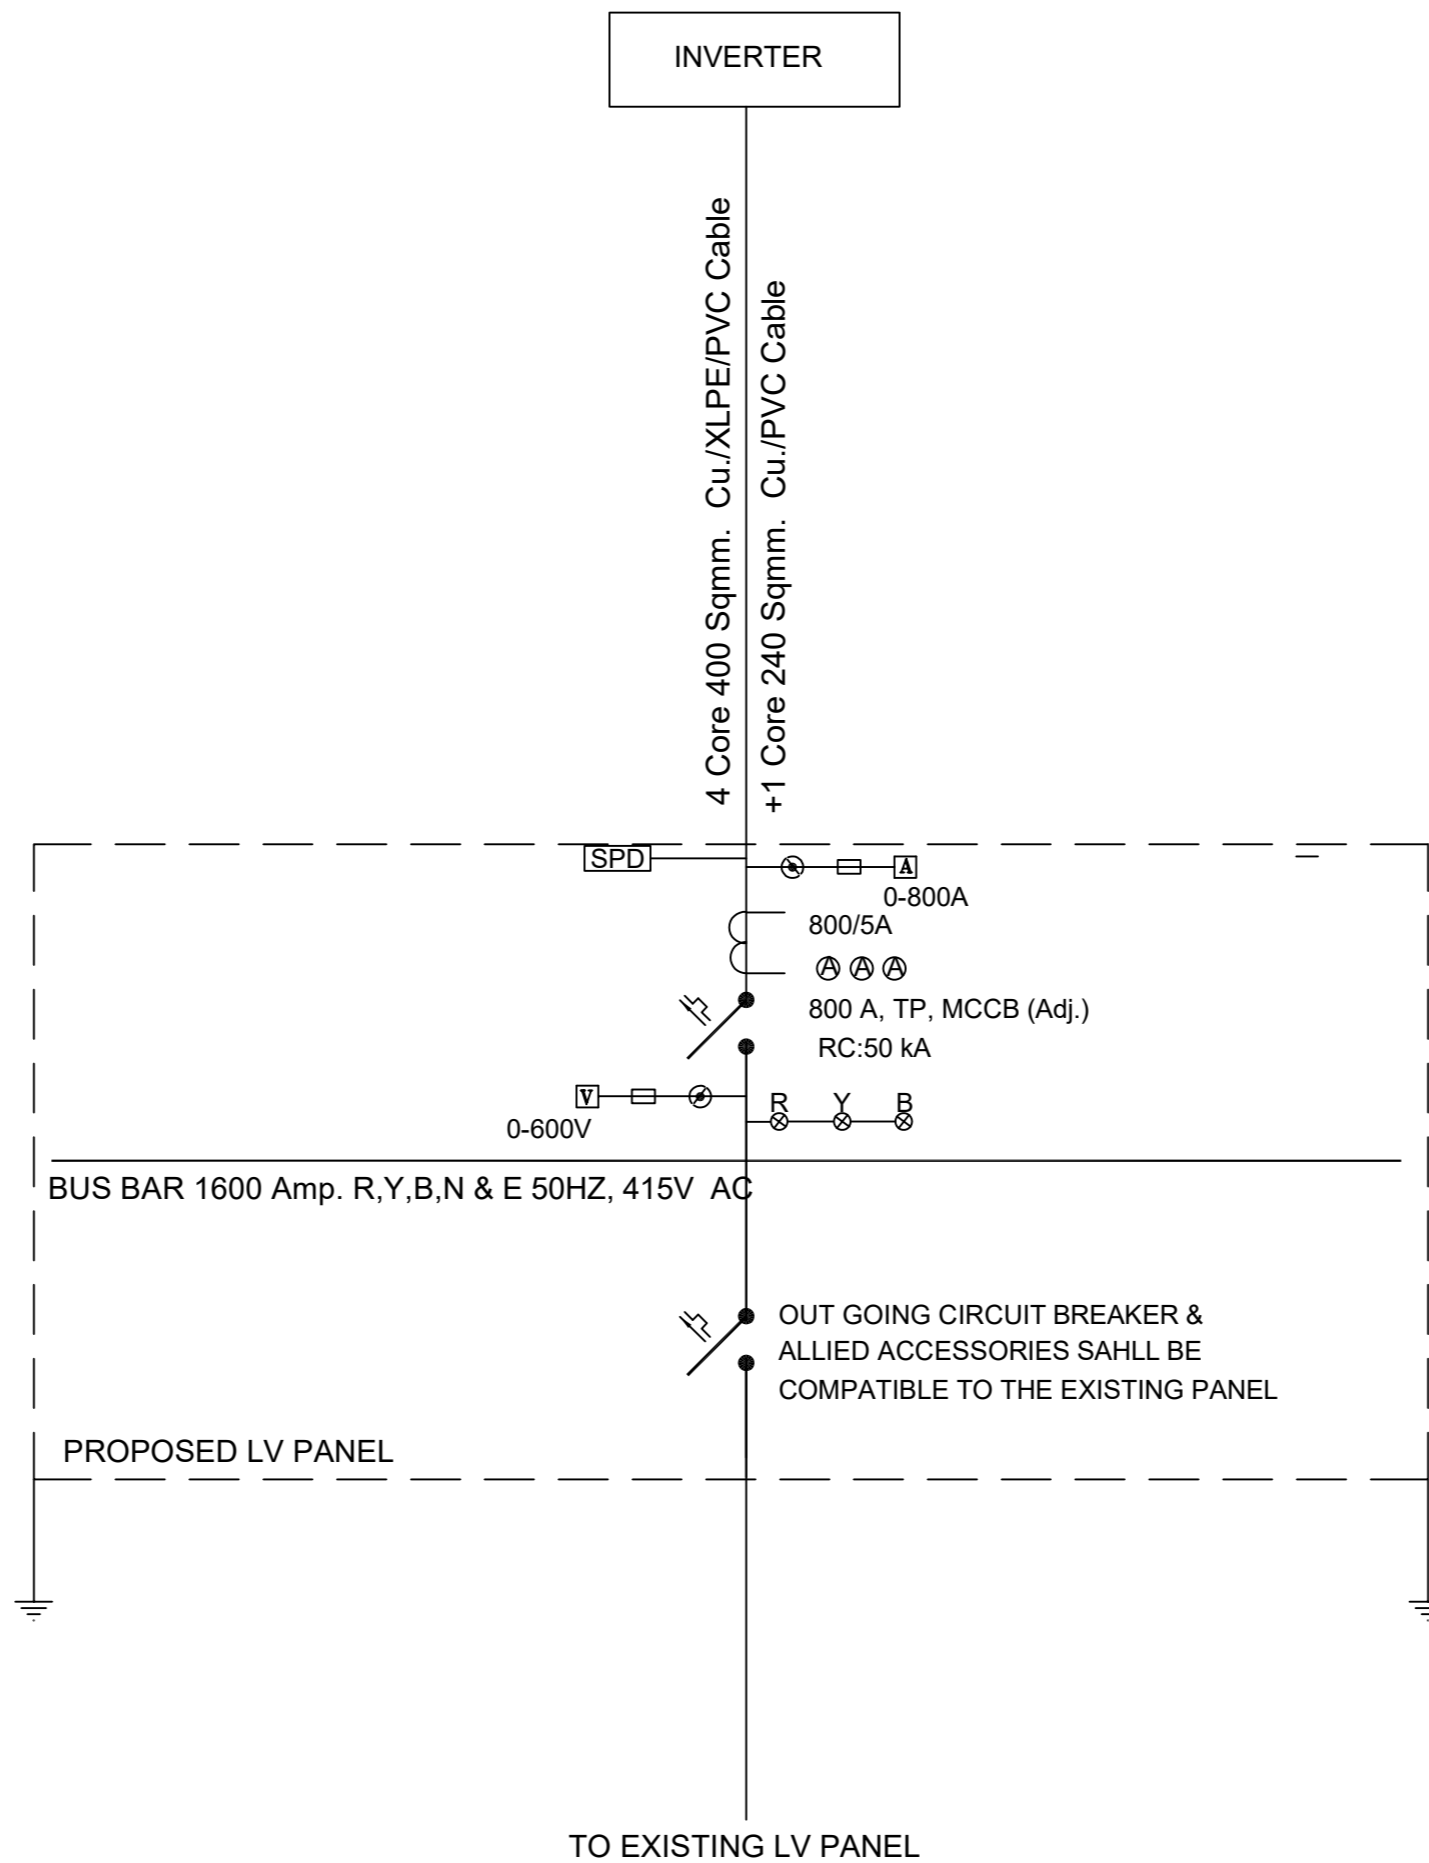 INVERTER
4 Core 400 Sqmm.  Cu./XLPE/PVC Cable
+1 Core 240 Sqmm.  Cu./PVC Cable
SPD
A
0-800A
800/5A
A A A
800 A, TP, MCCB (Adj.)
RC:50 kA
V
0-600V
R Y B
BUS BAR 1600 Amp. R,Y,B,N & E 50HZ, 415V  AC
OUT GOING CIRCUIT BREAKER &
ALLIED ACCESSORIES SAHLL BE
COMPATIBLE TO THE EXISTING PANEL
PROPOSED LV PANEL
TO EXISTING LV PANEL